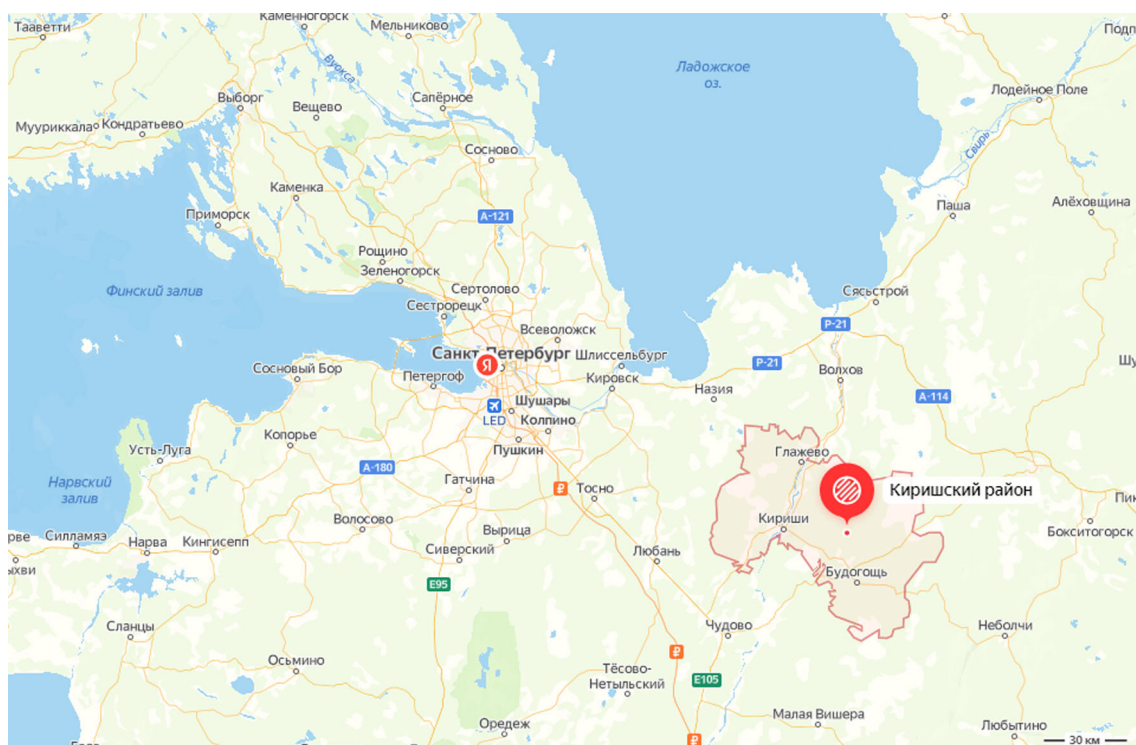 Каменногорск
Тааветти
Мельниково
Вуокса
Ладожское
оз.
Лодейное Поле
Выборг
Сапёрное
Вещево
Мууриккала
Кондратьево
Свирь
Сосново
Каменка
Паша
Алёховщина
Приморск
А-121
Рощино
Зеленогорск
Финский залив
Сертолово
Сясьстрой
Сестрорецк
Всеволожск
Р-21
Санкт-Петербург
Я
Шлиссельбург
Р-21
Сосновый Бор
Петергоф
Кировск
Назия
Волхов
А-114
LED
Шушары
Колпино
Копорье
Пушкин
Усть-Луга
А-180
Глажево
Гатчина
Нарвский
залив
₽
Тосно
Киришский район
Волосово
Кириши
Вырица
Бокситогорск
Силламяэ
Нарва
Кингисепп
Сиверский
Любань
Будогощь
E95
Сланцы
Чудово
Неболчи
₽
Осьмино
Тёсово-
Нетыльский
E105
Малая Вишера
Оредеж
Любытино
₽
30 км